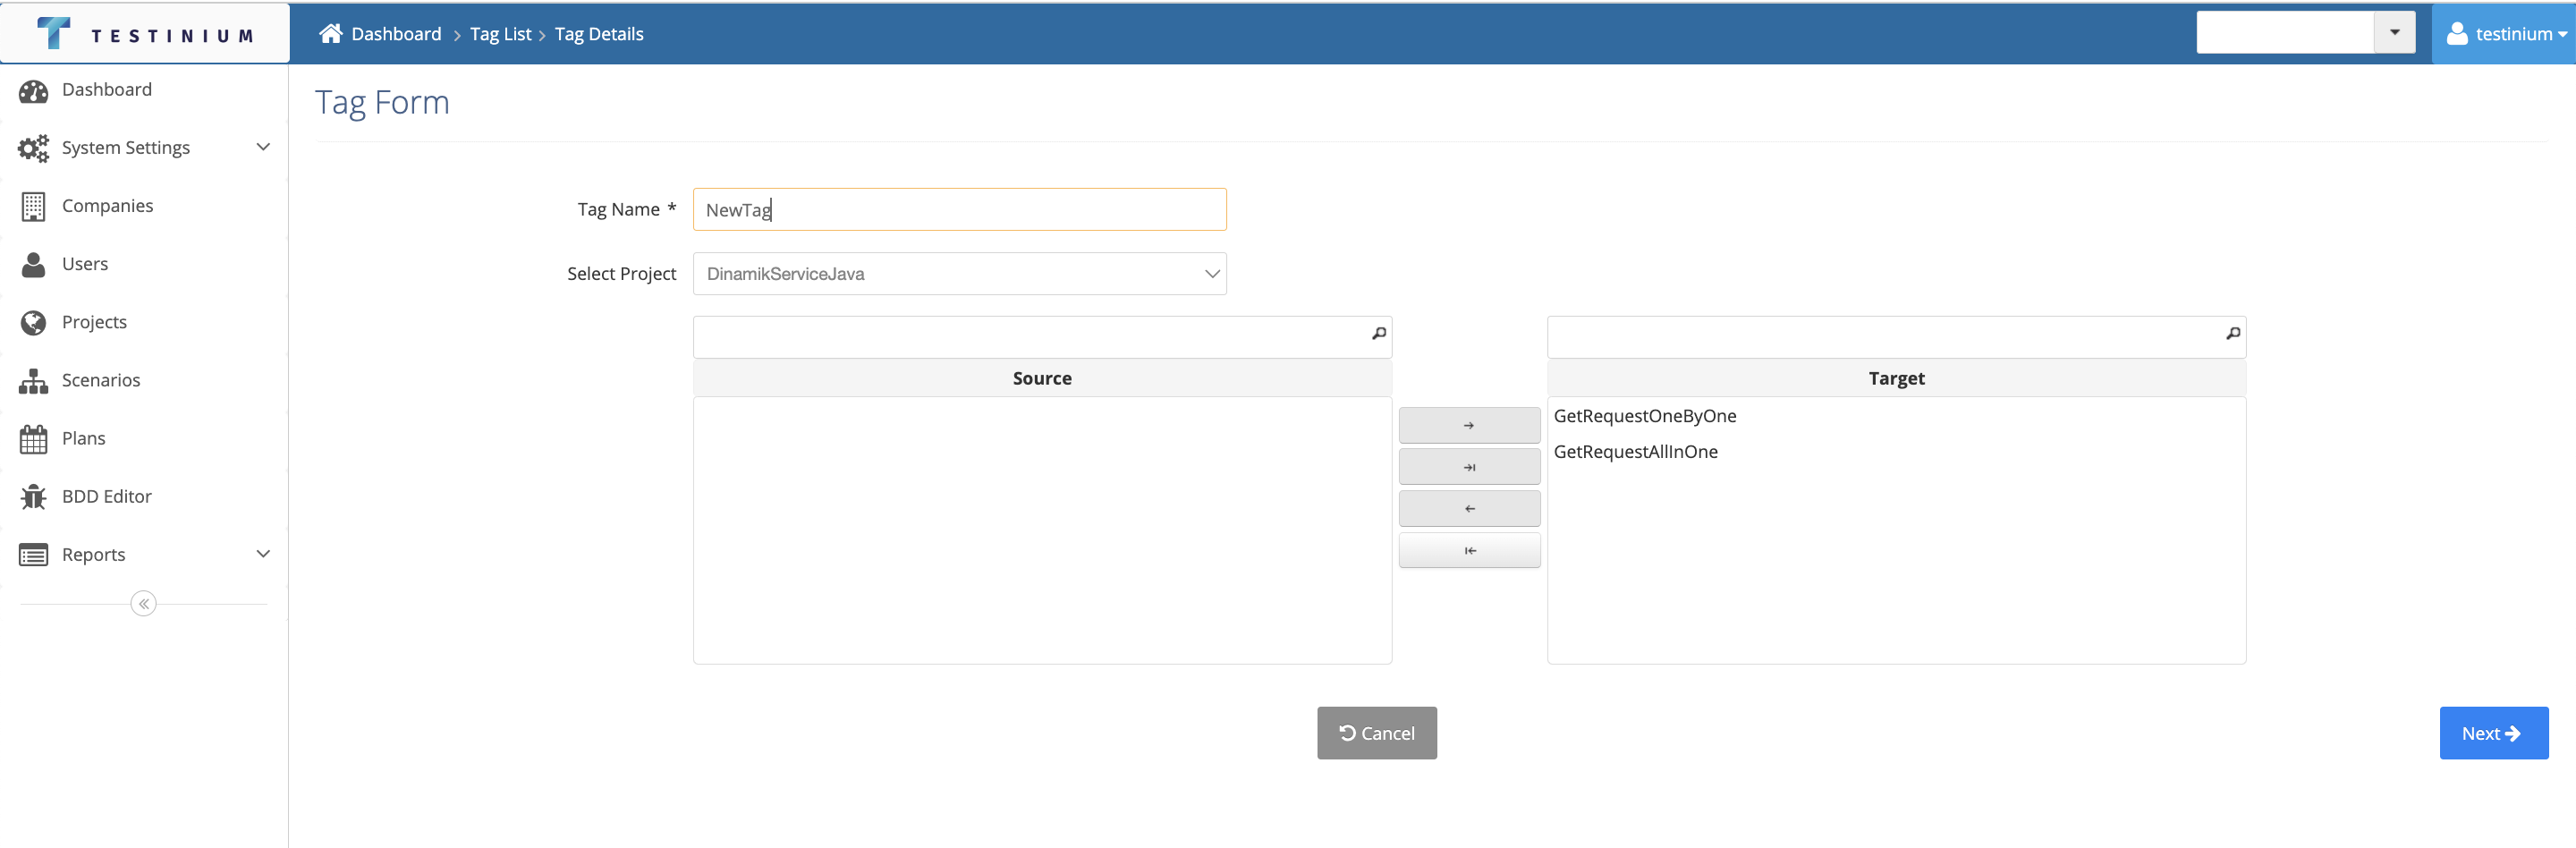 TESTINIUM
Dashboard > Tag List > Tag Details
testinium
Dashboard
System Settings
Companies
Users
Projects
Scenarios
Plans
BDD Editor
Reports
Tag Form
Tag Name * NewTag
Select Project DinamikServiceJava
Source
Target
GetRequestOneByOne
GetRequestAllInOne
Cancel
Next